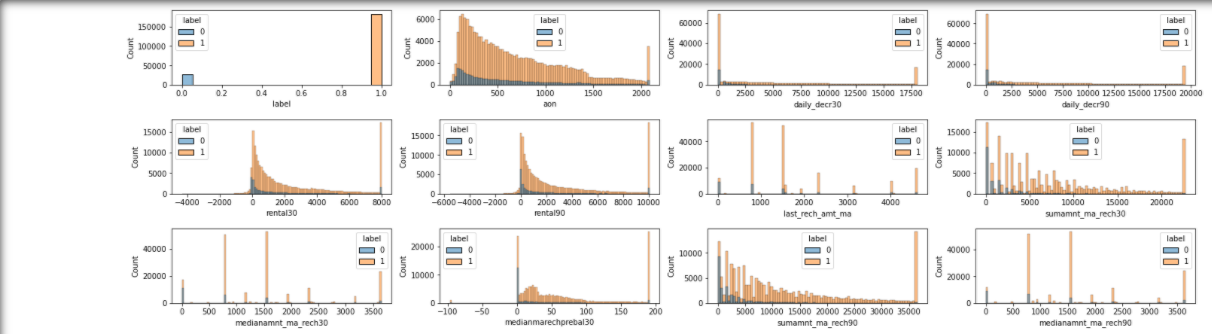 label
0
1
Count
150000
100000
50000
0
0.0 0.2 0.4 0.6 0.8 1.0
label
label
0
1
Count
6000
4000
2000
0
0 500 1000 1500 2000
aon
label
0
1
Count
60000
40000
20000
0
0 2500 5000 7500 10000 12500 15000 17500
daily_decr30
label
0
1
Count
60000
40000
20000
0
0 2500 5000 7500 10000 12500 15000 17500 20000
daily_decr90
label
0
1
Count
15000
10000
5000
0
−4000 −2000 0 2000 4000 6000 8000
rental30
label
0
1
Count
15000
10000
5000
0
−6000 −4000 −2000 0 2000 4000 6000 8000 10000
rental90
label
0
1
Count
40000
20000
0
0 1000 2000 3000 4000
last_rech_amt_ma
label
0
1
Count
15000
10000
5000
0
0 5000 10000 15000 20000
sumamnt_ma_rech30
label
0
1
Count
40000
20000
0
0 500 1000 1500 2000 2500 3000 3500
medianamnt_ma_rech30
label
0
1
Count
20000
10000
0
−100 −50 0 50 100 150 200
medianmarechprebal30
label
0
1
Count
10000
5000
0
0 5000 10000 15000 20000 25000 30000 35000
sumamnt_ma_rech90
label
0
1
Count
40000
20000
0
0 500 1000 1500 2000 2500 3000 3500
medianamnt_ma_rech90